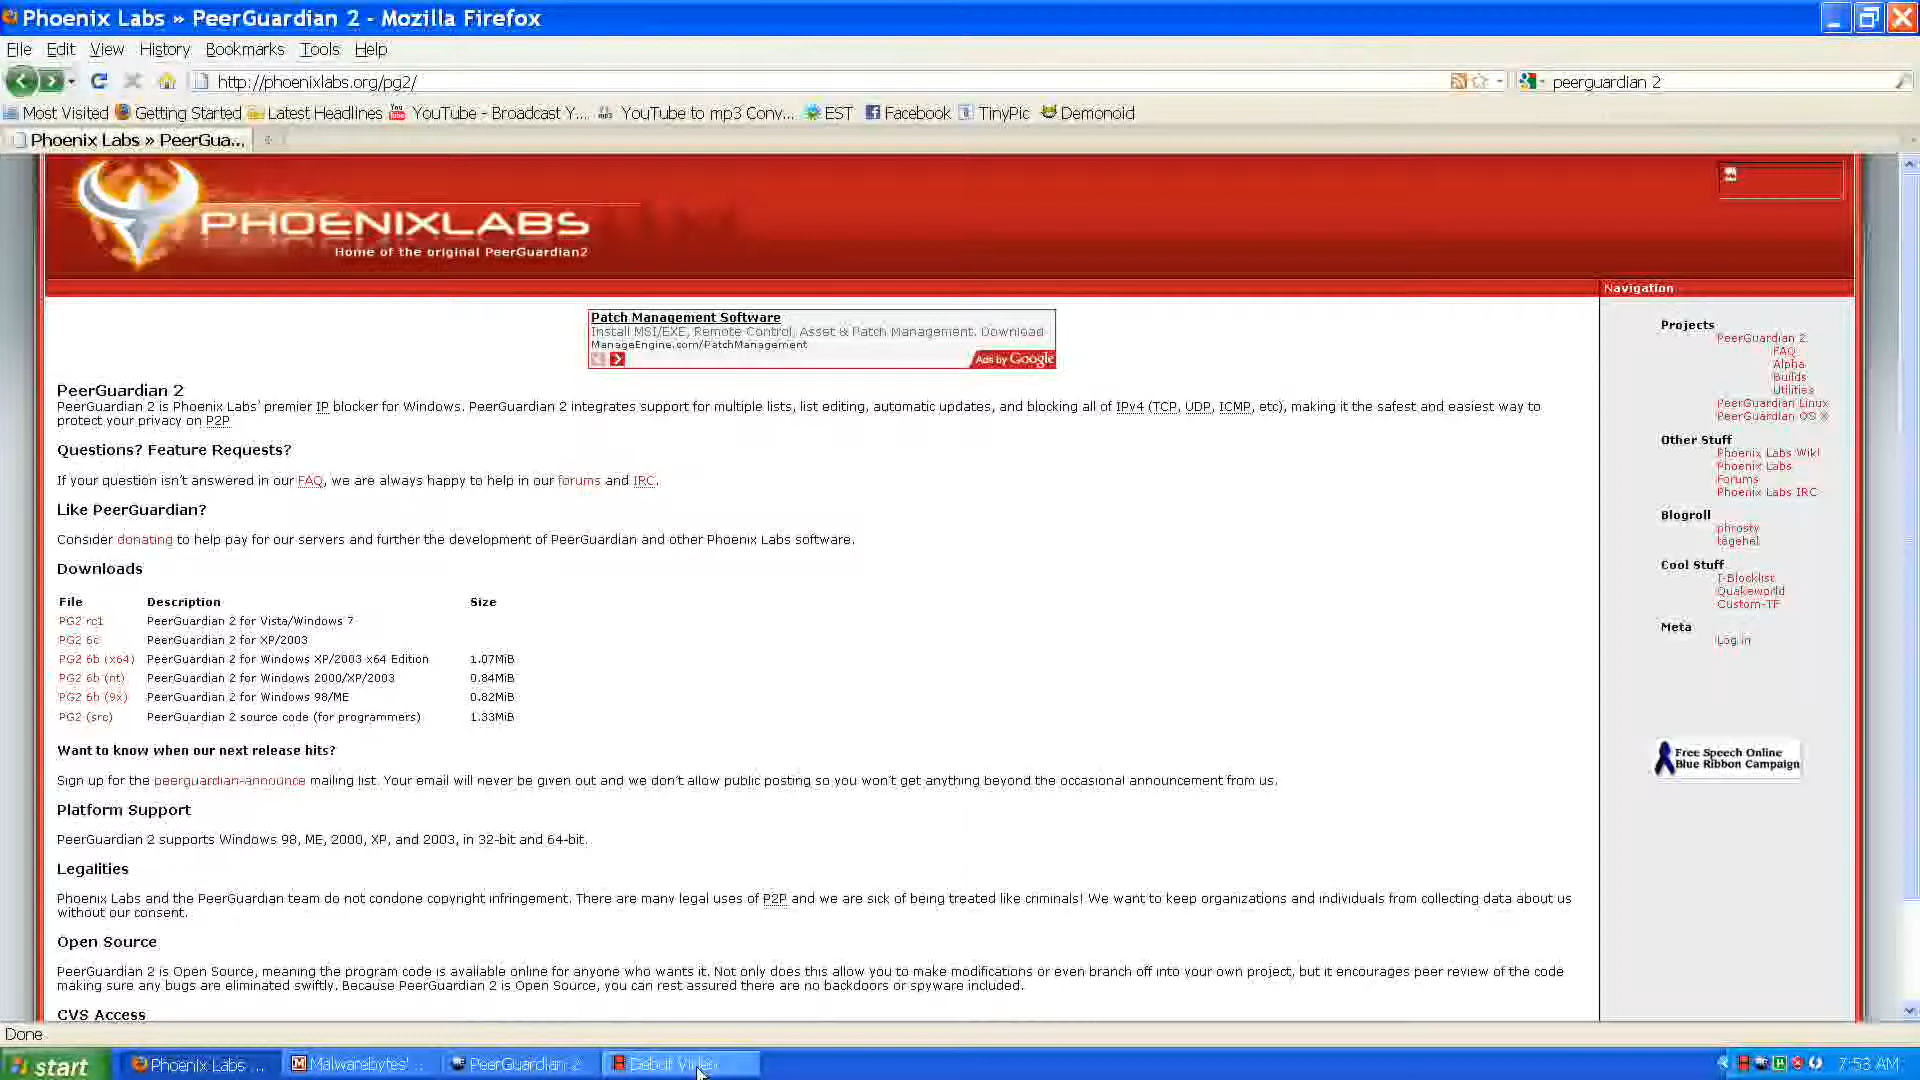 Phoenix Labs » PeerGuardian 2 - Mozilla Firefox
File Edit View History Bookmarks Tools Help
http://phoenixlabs.org/pg2/
peerguardian 2
Most Visited Getting Started Latest Headlines YouTube - Broadcast Y... YouTube to mp3 Conv... EST Facebook TinyPic Demonoid
Phoenix Labs » PeerGua...
PHOENIXLABS
Home of the original PeerGuardian2
Navigation
Patch Management Software
Install MSI/EXE, Remote Control, Asset & Patch Management. Download
ManageEngine.com/PatchManagement
Ads by Google
PeerGuardian 2
PeerGuardian 2 is Phoenix Labs' premier IP blocker for Windows. PeerGuardian 2 integrates support for multiple lists, list editing, automatic updates, and blocking all of IPv4 (TCP, UDP, ICMP, etc), making it the safest and easiest way to
protect your privacy on P2P
Questions? Feature Requests?
If your question isn't answered in our FAQ, we are always happy to help in our forums and IRC.
Like PeerGuardian?
Consider donating to help pay for our servers and further the development of PeerGuardian and other Phoenix Labs software.
Downloads
File Description Size
PG2 rc1 PeerGuardian 2 for Vista/Windows 7
PG2 6c PeerGuardian 2 for XP/2003
PG2 6b (x64) PeerGuardian 2 for Windows XP/2003 x64 Edition 1.07MiB
PG2 6b (nt) PeerGuardian 2 for Windows 2000/XP/2003 0.84MiB
PG2 6b (9x) PeerGuardian 2 for Windows 98/ME 0.82MiB
PG2 (src) PeerGuardian 2 source code (for programmers) 1.33MiB
Want to know when our next release hits?
Sign up for the peerguardian-announce mailing list. Your email will never be given out and we don't allow public posting so you won't get anything beyond the occasional announcement from us.
Platform Support
PeerGuardian 2 supports Windows 98, ME, 2000, XP, and 2003, in 32-bit and 64-bit.
Legalities
Phoenix Labs and the PeerGuardian team do not condone copyright infringement. There are many legal uses of P2P and we are sick of being treated like criminals! We want to keep organizations and individuals from collecting data about us
without our consent.
Open Source
PeerGuardian 2 is Open Source, meaning the program code is available online for anyone who wants it. Not only does this allow you to make modifications or even branch off into your own project, but it encourages peer review of the code
making sure any bugs are eliminated swiftly. Because PeerGuardian 2 is Open Source, you can rest assured there are no backdoors or spyware included.
CVS Access
Projects
PeerGuardian 2
FAQ
Alpha
Builds
Utilities
PeerGuardian Linux
PeerGuardian OS X
Other Stuff
Phoenix Labs Wiki
Phoenix Labs
Forums
Phoenix Labs IRC
Blogroll
phrosty
tagehal
Cool Stuff
I-Blocklist
Quakeworld
Custom-TF
Meta
Log in
Free Speech Online
Blue Ribbon Campaign
Done
start Phoenix Labs ... Malwarebytes' ... PeerGuardian 2 Debut Video 7:53 AM